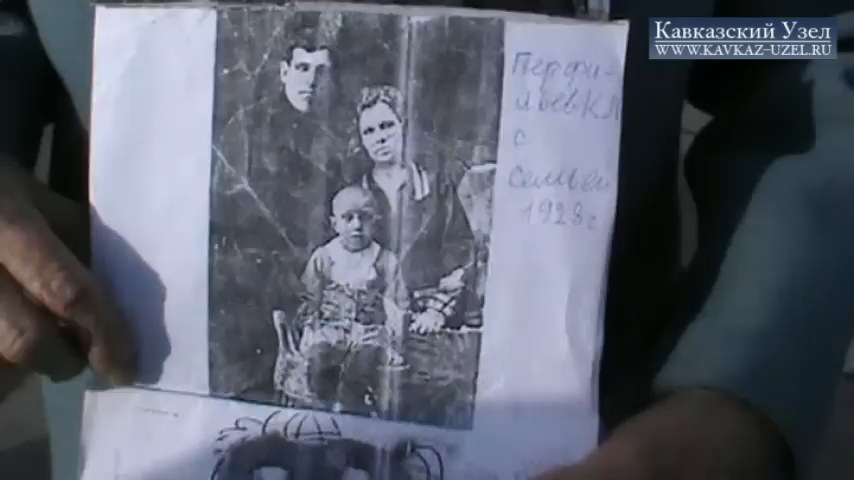 Кавказский Узел
WWW.KAVKAZ-UZEL.RU
Перфи-
льев К.П
с
семьей
1928г